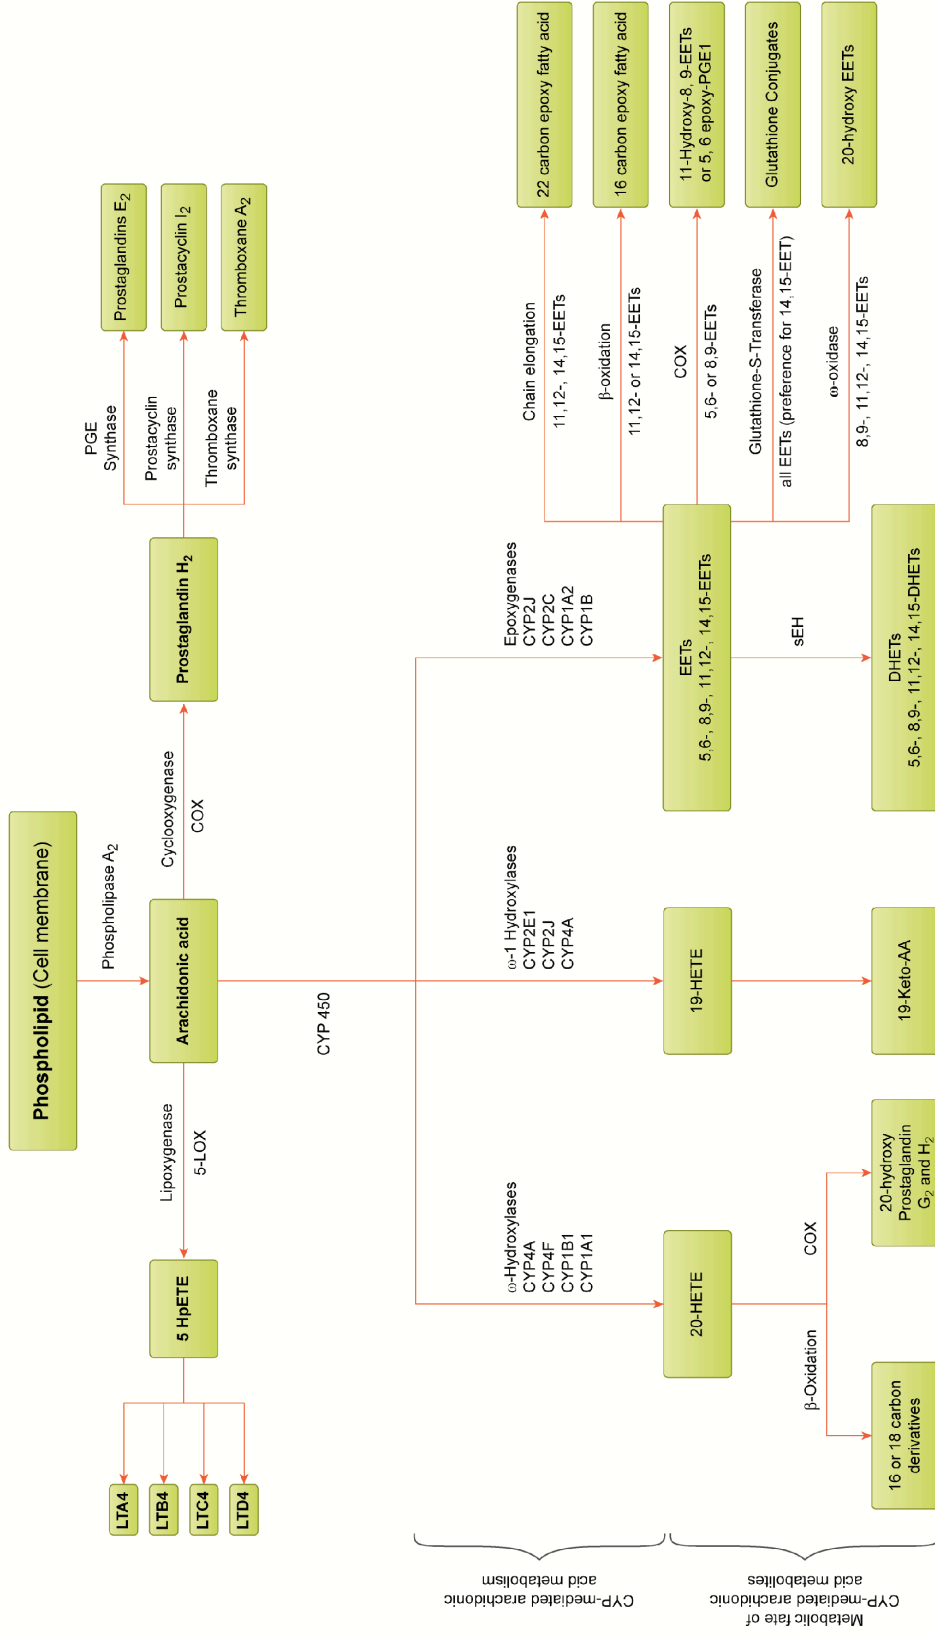 Phospholipid (Cell membrane)
Phospholipase A2
LTA4
LTB4
LTC4
LTD4
5 HpETE
Lipoxygenase
5-LOX
Arachidonic acid
Cyclooxygenase
COX
Prostaglandin H2
PGE
Synthase
Prostacyclin
synthase
Thromboxane
synthase
Prostaglandins E2
Prostacyclin I2
Thromboxane A2
CYP 450
CYP-mediated arachidonic
acid metabolism
ω-Hydroxylases
CYP4A
CYP4F
CYP1B1
CYP1A1
ω-1 Hydroxylases
CYP2E1
CYP2J
CYP4A
Epoxygenases
CYP2J
CYP2C
CYP1A2
CYP1B
Metabolic fate of
CYP-mediated arachidonic
acid metabolites
20-HETE
19-HETE
EETs
5,6-, 8,9-, 11,12-, 14,15-EETs
β-Oxidation
COX
sEH
16 or 18 carbon
derivatives
20-hydroxy
Prostaglandin
G2 and H2
19-Keto-AA
DHETs
5,6-, 8,9-, 11,12-, 14,15-DHETs
Chain elongation
11,12-, 14,15-EETs
22 carbon epoxy fatty acid
β-oxidation
11,12- or 14,15-EETs
16 carbon epoxy fatty acid
COX
5,6- or 8,9-EETs
11-Hydroxy-8, 9-EETs
or 5, 6 epoxy-PGE1
Glutathione-S-Transferase
all EETs (preference for 14,15-EET)
Glutathione Conjugates
ω-oxidase
8,9-, 11,12-, 14,15-EETs
20-hydroxy EETs